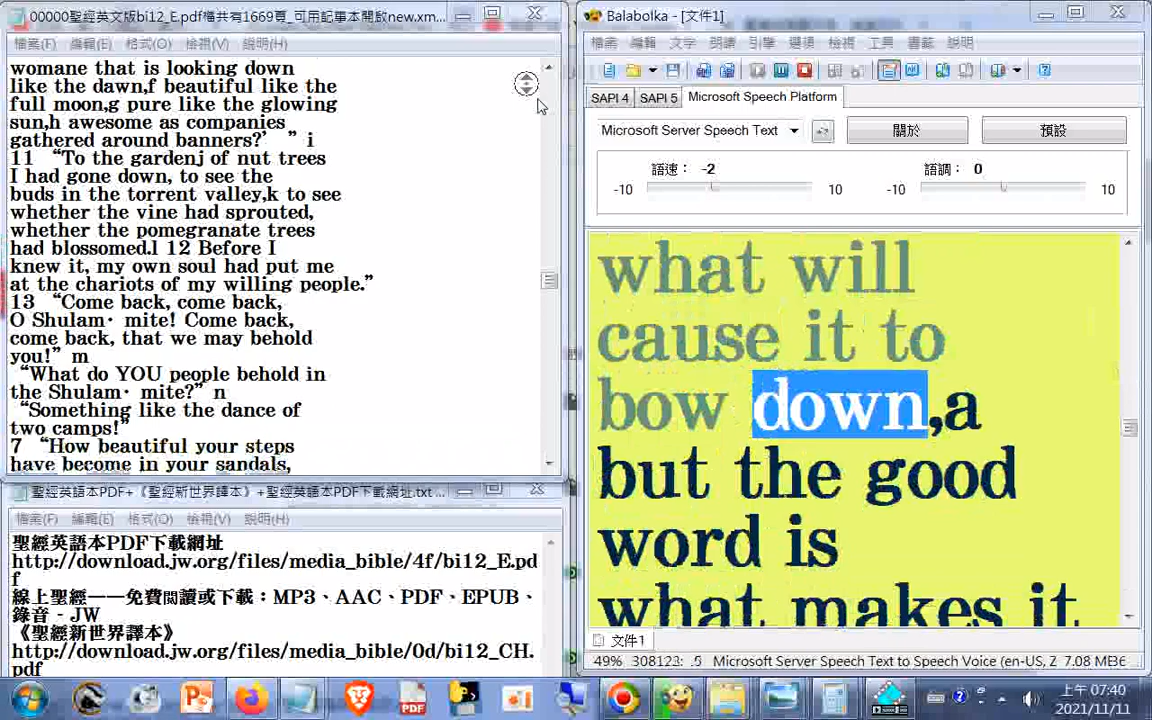 00000聖經英文版bi12_E.pdf檔共有1669頁_可用記事本開啟new.xm...
檔案(F) 編輯(E) 格式(O) 檢視(V) 說明(H)
womane that is looking down
like the dawn,f beautiful like the
full moon,g pure like the glowing
sun,h awesome as companies
gathered around banners?’ ”i
11 “To the gardenj of nut trees
I had gone down, to see the
buds in the torrent valley,k to see
whether the vine had sprouted,
whether the pomegranate trees
had blossomed.l 12 Before I
knew it, my own soul had put me
at the chariots of my willing people.”
13 “Come back, come back,
O Shulam· mite! Come back,
come back, that we may behold
you!” m
“What do YOU people behold in
the Shulam· mite?” n
“Something like the dance of
two camps!”
7 “How beautiful your steps
have become in your sandals,
聖經英語本PDF+《聖經新世界譯本》+聖經英語本PDF下載網址.txt ...
檔案(F) 編輯(E) 格式(O) 檢視(V) 說明(H)
聖經英語本PDF下載網址
http://download.jw.org/files/media_bible/4f/bi12_E.pd
f
線上聖經——免費閱讀或下載：MP3、AAC、PDF、EPUB、
錄音 - JW
《聖經新世界譯本》
http://download.jw.org/files/media_bible/0d/bi12_CH.
pdf
Balabolka - [文件1]
檔案 編輯 文字 朗讀 引擎 選項 檢視 工具 書籤 說明
SAPI 4 SAPI 5 Microsoft Speech Platform
Microsoft Server Speech Text 關於 預設
語速： -2 語調： 0
-10 10 -10 10
what will
cause it to
bow down,a
but the good
word is
what makes it
文件1
49% Microsoft Server Speech Text to Speech Voice (en-US, Z 7.08 MB
上午 07:40
2021/11/11